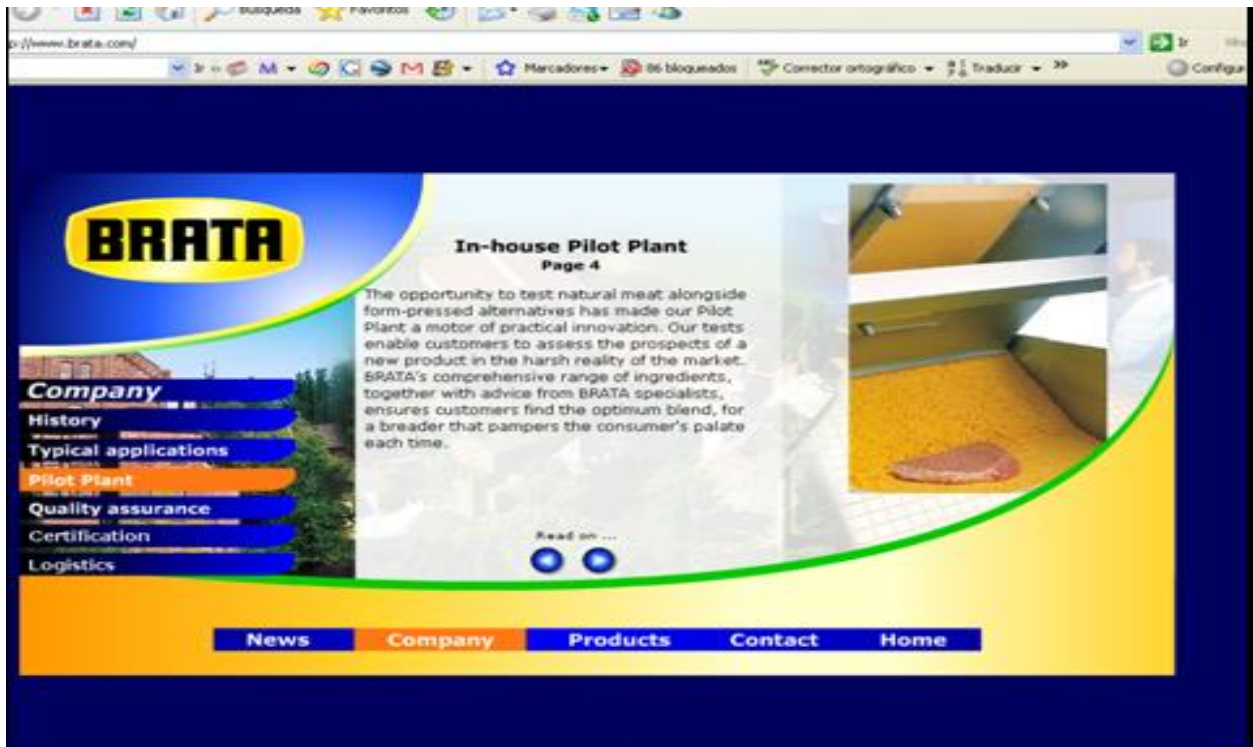 Búsqueda Favoritos
p://www.brata.com/ Ir
Ir M Marcadores 86 bloqueados Corrector ortográfico Traducir » Configur
BRATA
In-house Pilot Plant
Page 4
The opportunity to test natural meat alongside
form-pressed alternatives has made our Pilot
Plant a motor of practical innovation. Our tests
enable customers to assess the prospects of a
new product in the harsh reality of the market.
BRATA's comprehensive range of ingredients,
together with advice from BRATA specialists,
ensures customers find the optimum blend, for
a breader that pampers the consumer's palate
each time.
Read on ...
Company
History
Typical applications
Pilot Plant
Quality assurance
Certification
Logistics
News Company Products Contact Home